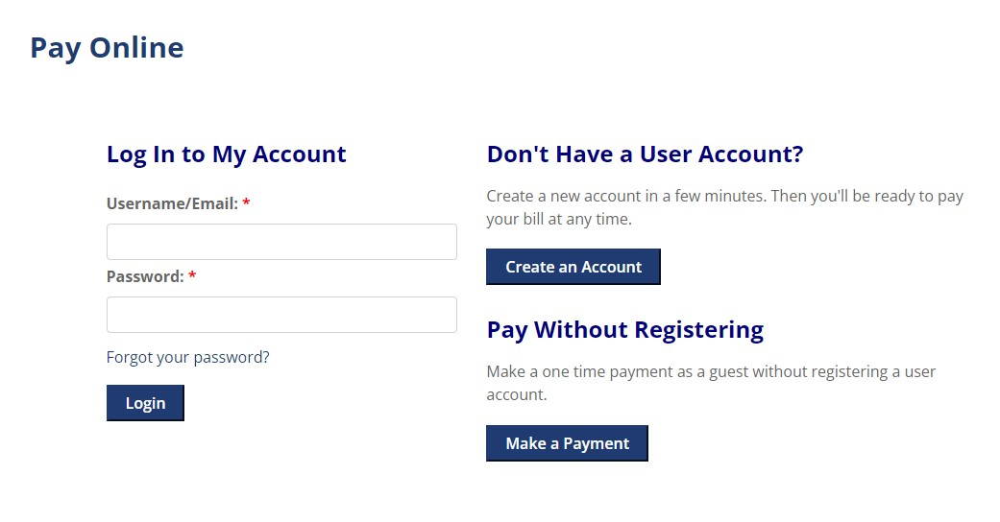 Pay Online
Log In to My Account
Username/Email: *
Password: *
Forgot your password?
Login
Don't Have a User Account?
Create a new account in a few minutes. Then you'll be ready to pay
your bill at any time.
Create an Account
Pay Without Registering
Make a one time payment as a guest without registering a user
account.
Make a Payment